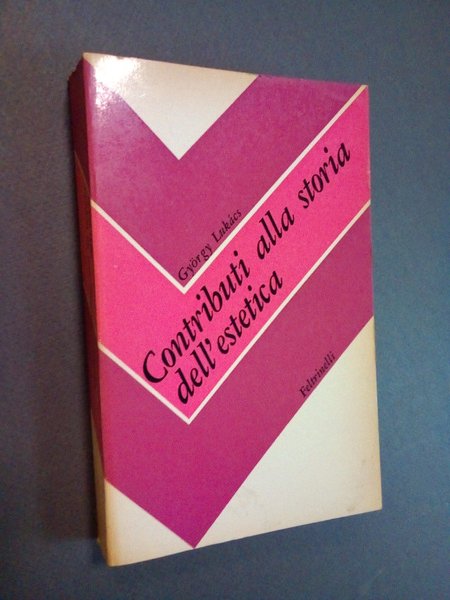 György Lukács
Contributi alla storia
dell'estetica
Feltrinelli